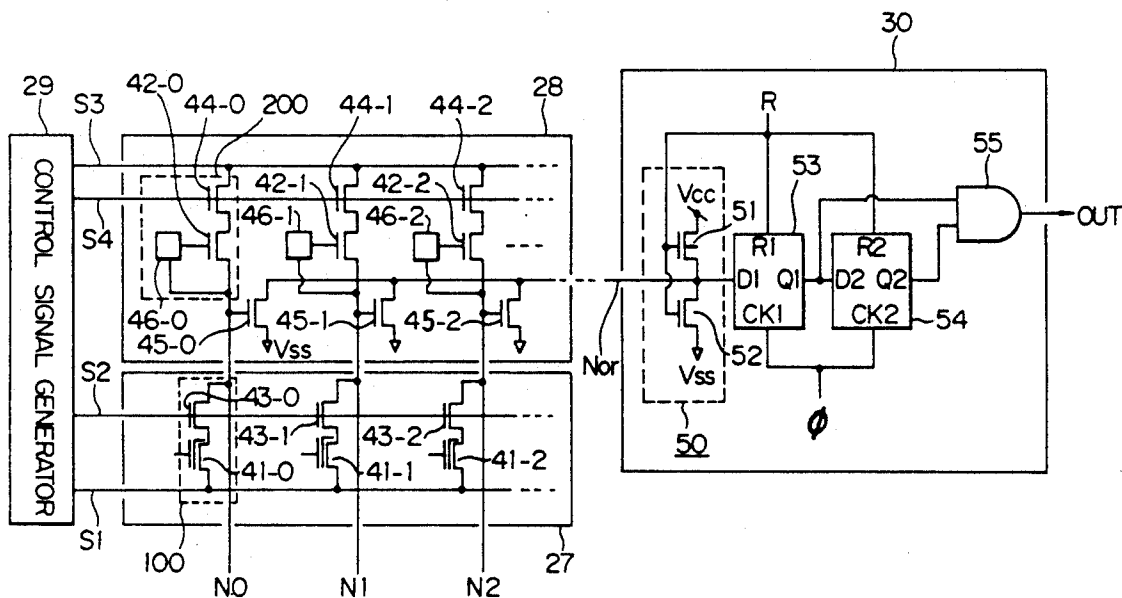 30
29
42-0
S3
44-0
200
44-1
44-2
28
R
CONTROL SIGNAL GENERATOR
42-1
42-2
46-1
46-2
S4
Vcc
51
53
55
OUT
R1
R2
D1
Q1
D2
Q2
CK1
CK2
54
46-0
45-0
45-1
45-2
Vss
Nor
52
Vss
S2
43-0
43-1
43-2
50
ϕ
41-0
41-1
41-2
S1
100
27
N0
N1
N2